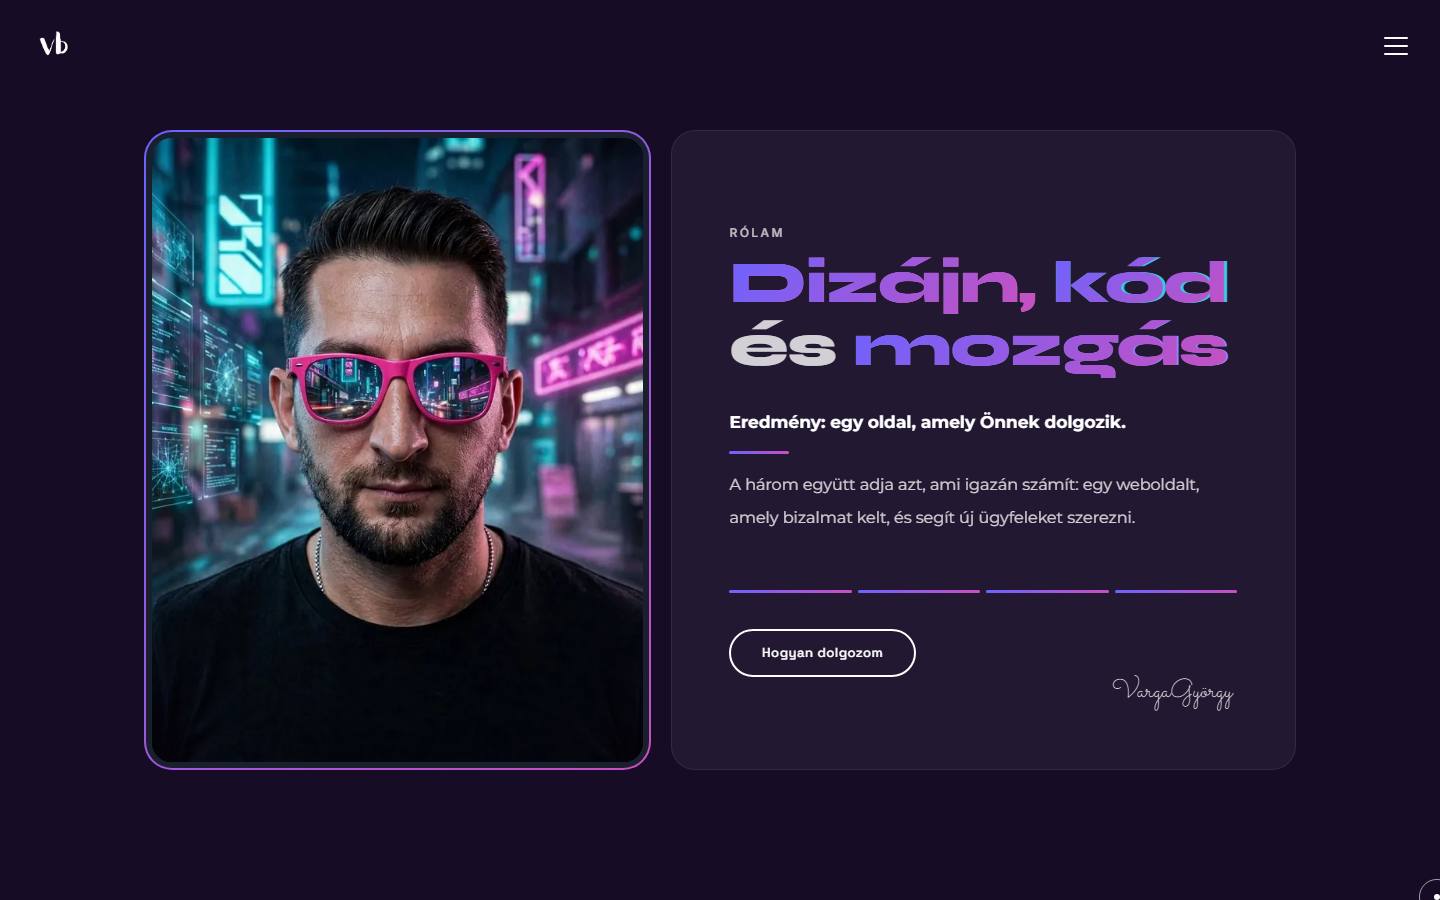 vb
RÓLAM
Dizájn, kód
és mozgás
Eredmény: egy oldal, amely Önnek dolgozik.
A három együtt adja azt, ami igazán számít: egy weboldalt,
amely bizalmat kelt, és segít új ügyfeleket szerezni.
Hogyan dolgozom
VargaGyörgy